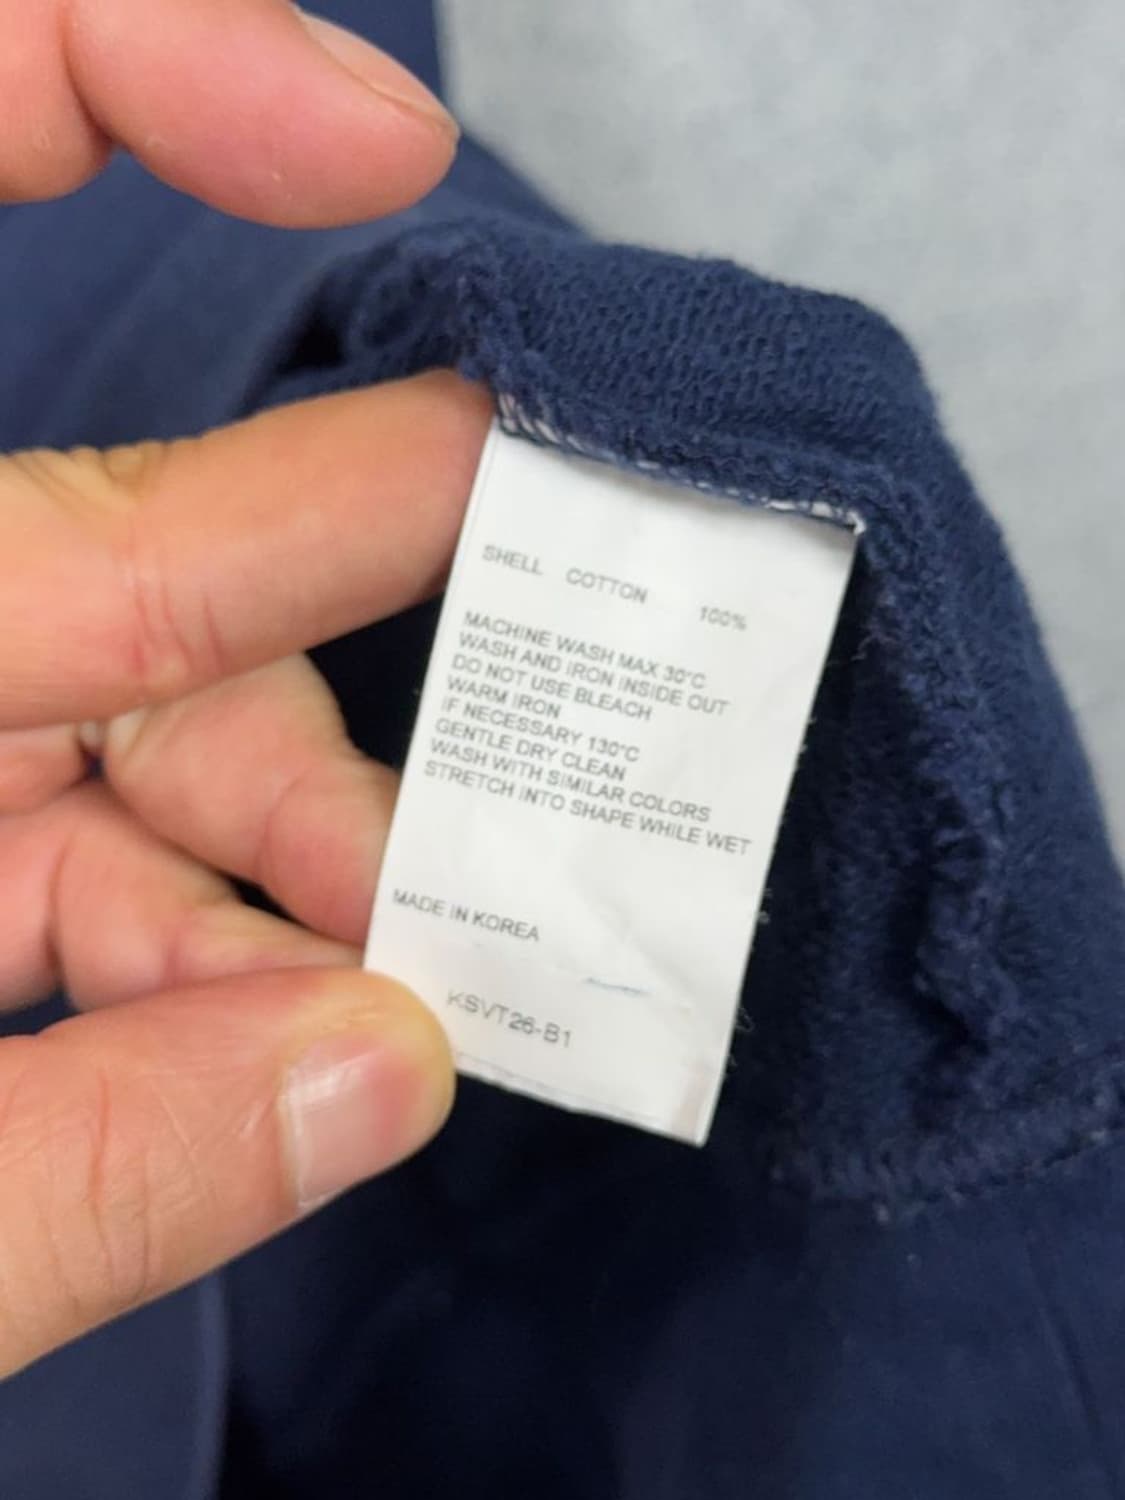 SHELL COTTON 100%
MACHINE WASH MAX 30°C
WASH AND IRON INSIDE OUT
DO NOT USE BLEACH
WARM IRON
IF NECESSARY 130°C
GENTLE DRY CLEAN
WASH WITH SIMILAR COLORS
STRETCH INTO SHAPE WHILE WET
MADE IN KOREA
KSVT26-B1